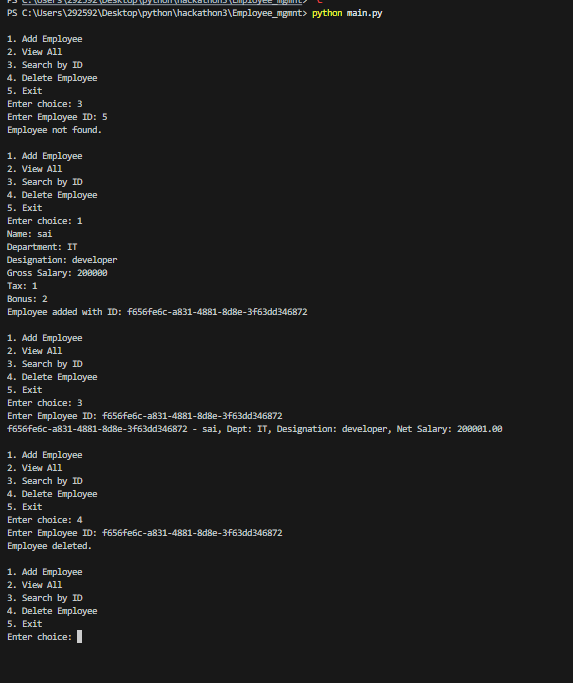 PS C:\Users\292592\Desktop\python\hackathon3\Employee_mgmnt> ^C
PS C:\Users\292592\Desktop\python\hackathon3\Employee_mgmnt> python main.py
1. Add Employee
2. View All
3. Search by ID
4. Delete Employee
5. Exit
Enter choice: 3
Enter Employee ID: 5
Employee not found.
1. Add Employee
2. View All
3. Search by ID
4. Delete Employee
5. Exit
Enter choice: 1
Name: sai
Department: IT
Designation: developer
Gross Salary: 200000
Tax: 1
Bonus: 2
Employee added with ID: f656fe6c-a831-4881-8d8e-3f63dd346872
1. Add Employee
2. View All
3. Search by ID
4. Delete Employee
5. Exit
Enter choice: 3
Enter Employee ID: f656fe6c-a831-4881-8d8e-3f63dd346872
f656fe6c-a831-4881-8d8e-3f63dd346872 - sai, Dept: IT, Designation: developer, Net Salary: 200001.00
1. Add Employee
2. View All
3. Search by ID
4. Delete Employee
5. Exit
Enter choice: 4
Enter Employee ID: f656fe6c-a831-4881-8d8e-3f63dd346872
Employee deleted.
1. Add Employee
2. View All
3. Search by ID
4. Delete Employee
5. Exit
Enter choice: